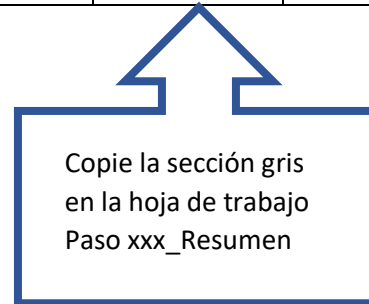 Copie la sección gris
en la hoja de trabajo
Paso xxx_Resumen